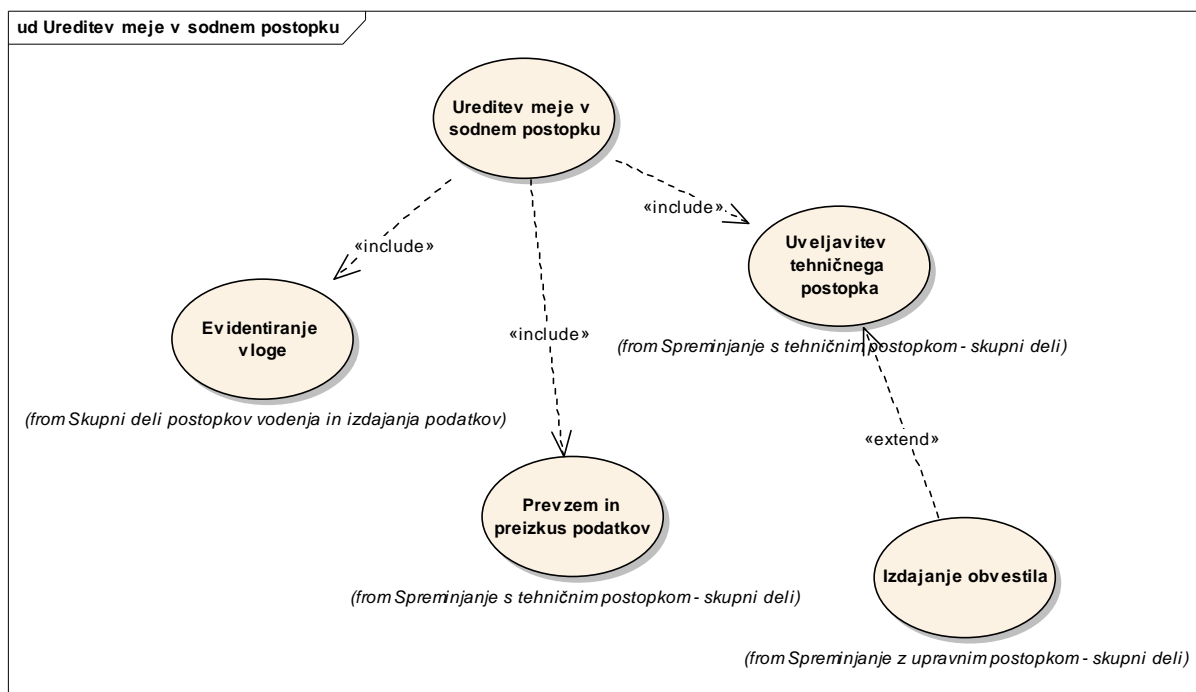 ud Ureditev meje v sodnem postopku
Ureditev meje v
sodnem postopku
«include»
«include»
«include»
Uveljavitev
tehničnega
postopka
(from Spreminjanje s tehničnim postopkom - skupni deli)
Evidentiranje
vloge
(from Skupni deli postopkov vodenja in izdajanja podatkov)
«extend»
Prevzem in
preizkus podatkov
(from Spreminjanje s tehničnim postopkom - skupni deli)
Izdajanje obvestila
(from Spreminjanje z upravnim postopkom - skupni deli)